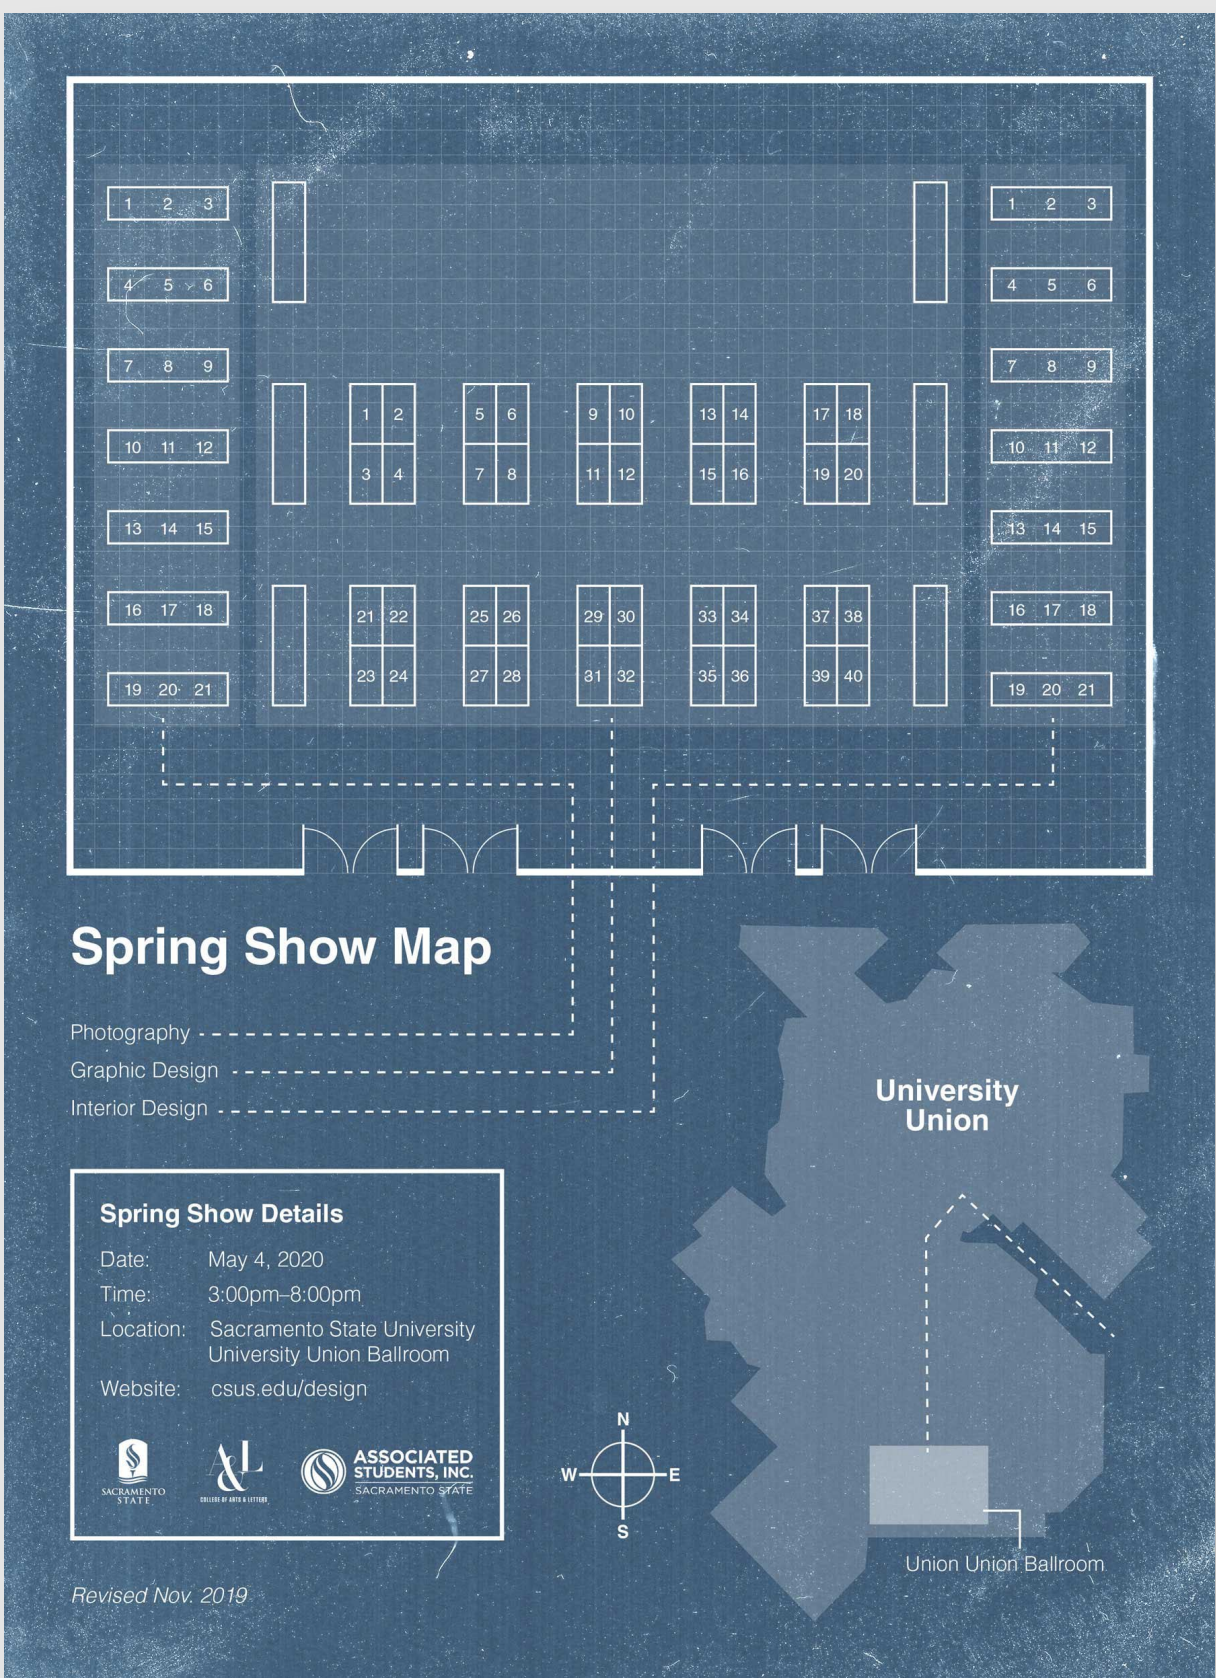 1 2 3
4 5 6
7 8 9
10 11 12
13 14 15
16 17 18
19 20 21
1 2
3 4
5 6
7 8
9 10
11 12
13 14
15 16
17 18
19 20
21 22
23 24
25 26
27 28
29 30
31 32
33 34
35 36
37 38
39 40
1 2 3
4 5 6
7 8 9
10 11 12
13 14 15
16 17 18
19 20 21
Spring Show Map
Photography
Graphic Design
Interior Design
University
Union
Spring Show Details
Date: May 4, 2020
Time: 3:00pm–8:00pm
Location: Sacramento State University
University Union Ballroom
Website: csus.edu/design
SACRAMENTO
STATE
A&L
COLLEGE OF ARTS & LETTERS
ASSOCIATED
STUDENTS, INC.
SACRAMENTO STATE
N
W E
S
Union Union Ballroom
Revised Nov. 2019